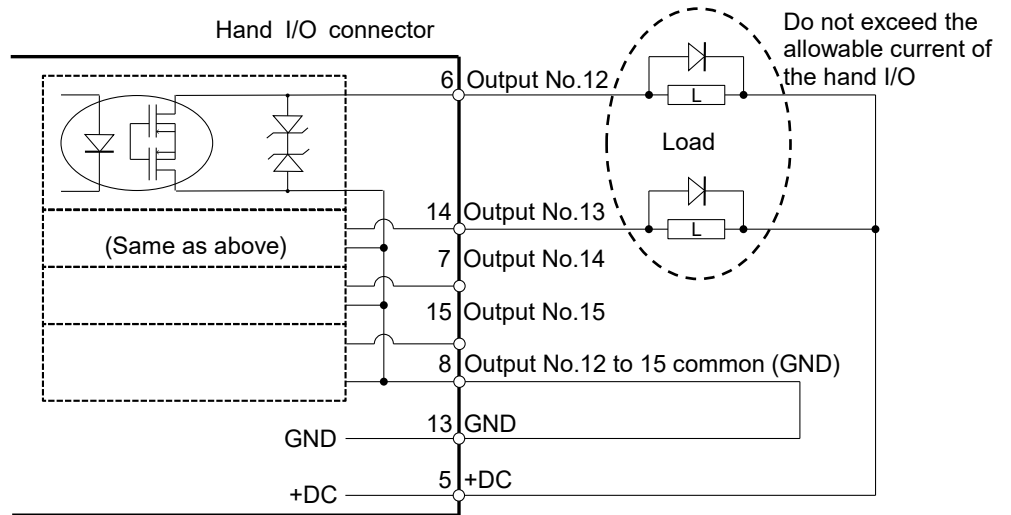 Hand I/O connector
Do not exceed the
allowable current of
the hand I/O
6 Output No.12
L
Load
14 Output No.13
L
(Same as above)
7 Output No.14
15 Output No.15
8 Output No.12 to 15 common (GND)
GND 13 GND
+DC 5 +DC